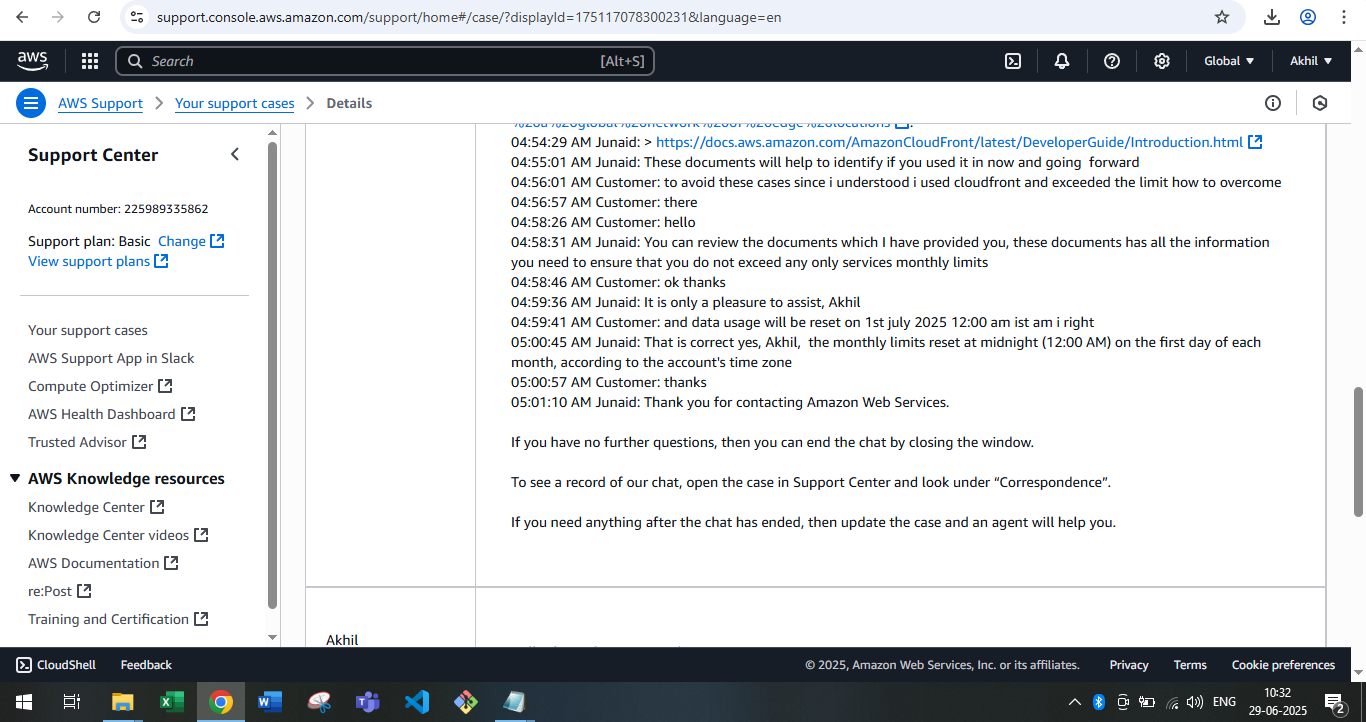 support.console.aws.amazon.com/support/home#/case/?displayId=175117078300231&language=en
aws
Search
[Alt+S]
Global
Akhil
AWS Support
Your support cases
Details
Support Center
Account number: 225989335862
Support plan: Basic Change
View support plans
Your support cases
AWS Support App in Slack
Compute Optimizer
AWS Health Dashboard
Trusted Advisor
AWS Knowledge resources
Knowledge Center
Knowledge Center videos
AWS Documentation
re:Post
Training and Certification
%20a%20global%20network%20of%20edge%20locations
04:54:29 AM Junaid: > https://docs.aws.amazon.com/AmazonCloudFront/latest/DeveloperGuide/Introduction.html
04:55:01 AM Junaid: These documents will help to identify if you used it in now and going forward
04:56:01 AM Customer: to avoid these cases since i understood i used cloudfront and exceeded the limit how to overcome
04:56:57 AM Customer: there
04:58:26 AM Customer: hello
04:58:31 AM Junaid: You can review the documents which I have provided you, these documents has all the information
you need to ensure that you do not exceed any only services monthly limits
04:58:46 AM Customer: ok thanks
04:59:36 AM Junaid: It is only a pleasure to assist, Akhil
04:59:41 AM Customer: and data usage will be reset on 1st july 2025 12:00 am ist am i right
05:00:45 AM Junaid: That is correct yes, Akhil, the monthly limits reset at midnight (12:00 AM) on the first day of each
month, according to the account's time zone
05:00:57 AM Customer: thanks
05:01:10 AM Junaid: Thank you for contacting Amazon Web Services.
If you have no further questions, then you can end the chat by closing the window.
To see a record of our chat, open the case in Support Center and look under “Correspondence”.
If you need anything after the chat has ended, then update the case and an agent will help you.
Akhil
CloudShell
Feedback
© 2025, Amazon Web Services, Inc. or its affiliates.
Privacy
Terms
Cookie preferences
ENG
10:32
29-06-2025
2